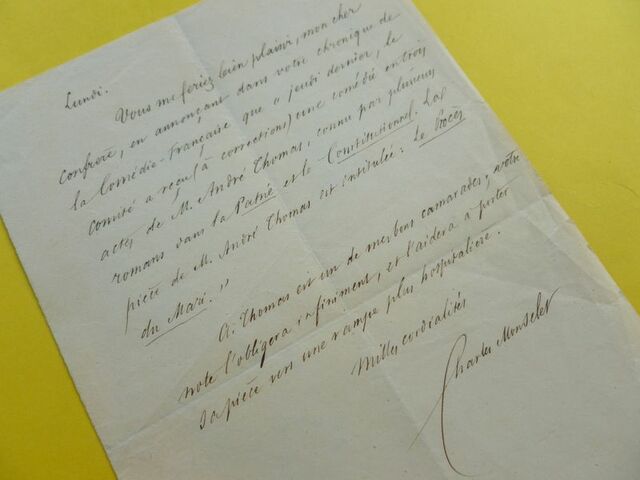 Lundi.
Vous me feriez bien plaisir, mon cher
confrère, en annonçant dans votre chronique de
la Comédie-Française que « jeudi dernier, le
comité a reçu (à corrections) une comédie en trois
actes de M. André Thomas, connu par plusieurs
romans dans la Patrie et le Constitutionnel. La
pièce de M. André Thomas est intitulée : Le Procès
du Mari. »
A. Thomas est un de mes bons camarades ; votre
note l'obligera infiniment, et l'aidera à porter
sa pièce vers une rampe plus hospitalière.
Milles cordialités
Charles Monselet